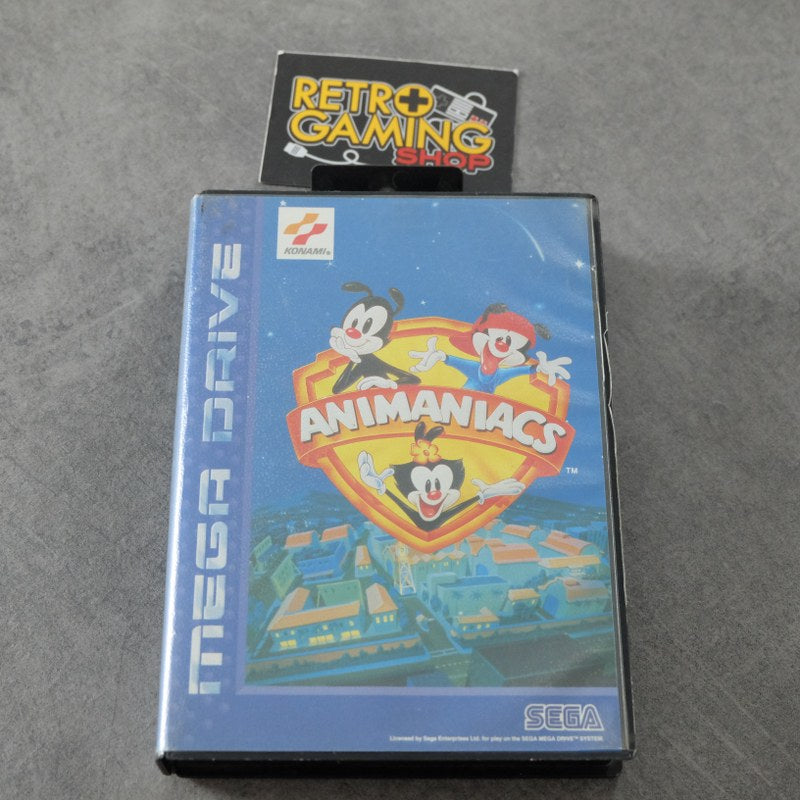 RETRO
GAMING
SHOP
KONAMI®
MEGA DRIVE
ANIMANIACS
TM
SEGA
Licensed by Sega Enterprises Ltd. for play on the SEGA MEGA DRIVE™ SYSTEM